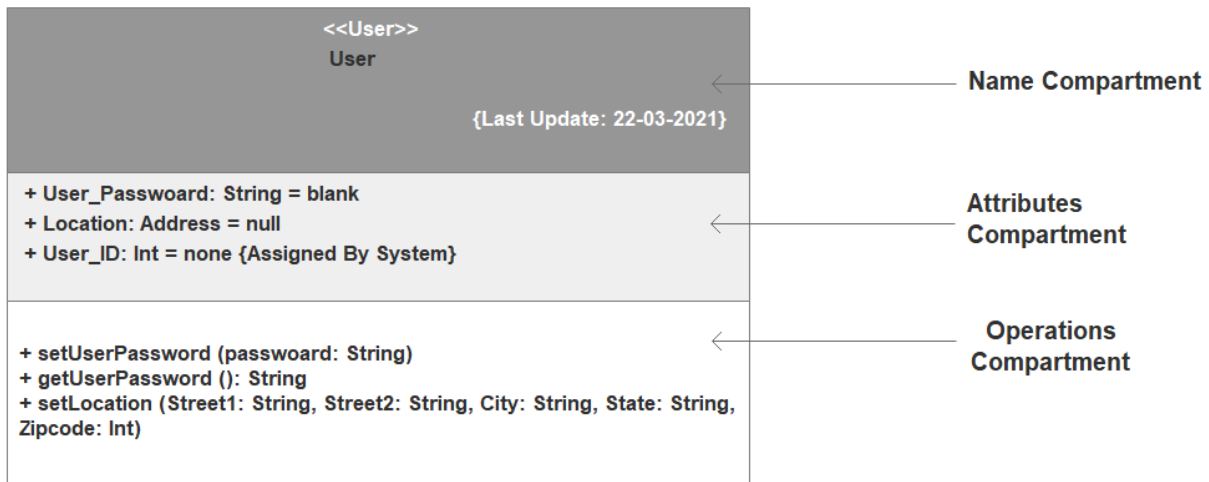 <<User>>
User
{Last Update: 22-03-2021}
Name Compartment
+ User_Passwoard: String = blank
+ Location: Address = null
+ User_ID: Int = none {Assigned By System}
Attributes
Compartment
+ setUserPassword (passwoard: String)
+ getUserPassword (): String
+ setLocation (Street1: String, Street2: String, City: String, State: String,
Zipcode: Int)
Operations
Compartment